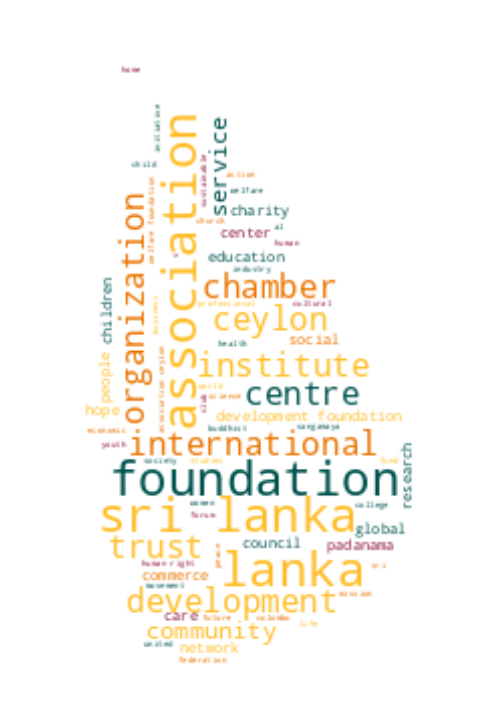 home
initiative
association
service
child
sustainable
action
welfare
organization
welfare foundation
charity
church
al
center
human
education
industry
children
chamber
business
professional
cultural
ceylon
social
health
association ceylon
people
institute
world
science
centre
club
hope
development foundation
economic
buddhist
sanganaya
youth
international
research
society
studies
fund
foundation
sri lanka
women
college
forum
global
trust
council
padanama
peace
human right
lanka
sri
commerce
movement
development
mission
care
future
colombo
life
community
united
network
federation